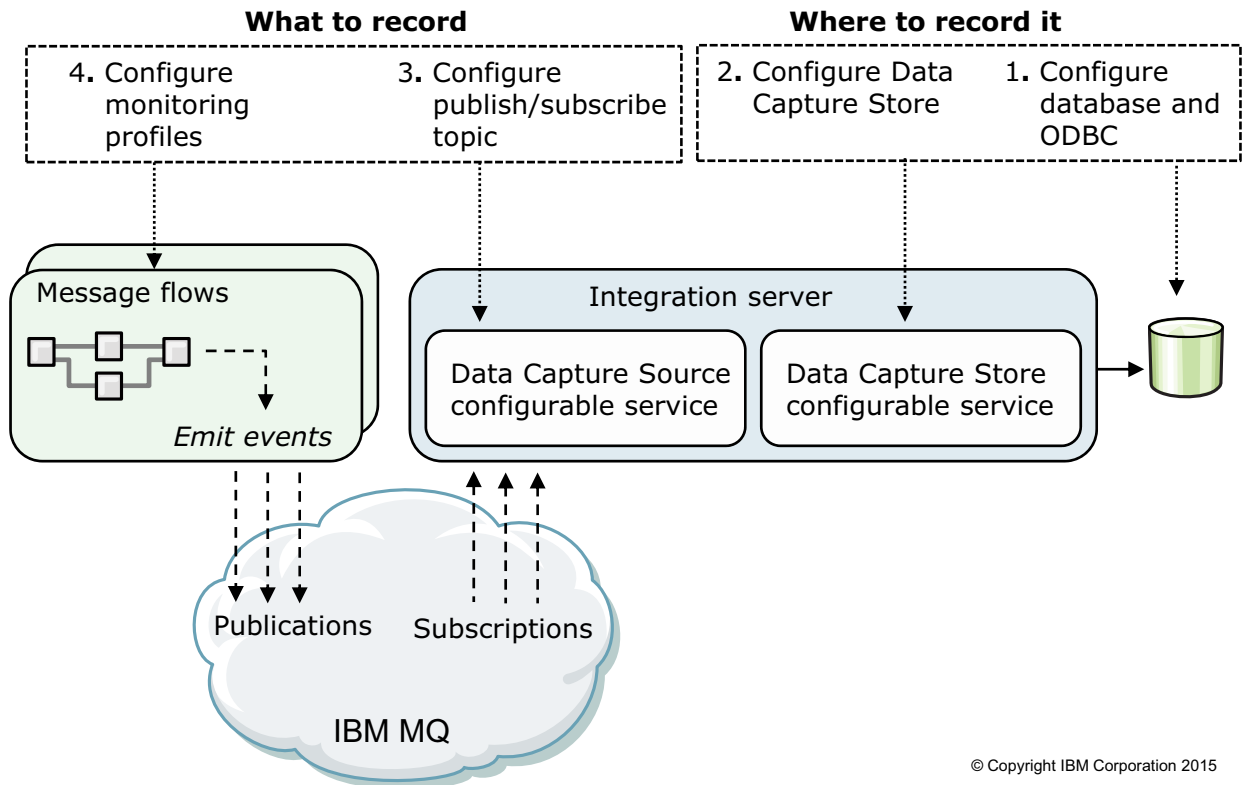 What to record
Where to record it
4. Configure
monitoring
profiles
3. Configure
publish/subscribe
topic
2. Configure Data
Capture Store
1. Configure
database and
ODBC
Message flows
Emit events
Integration server
Data Capture Source
configurable service
Data Capture Store
configurable service
Publications
Subscriptions
IBM MQ
© Copyright IBM Corporation 2015